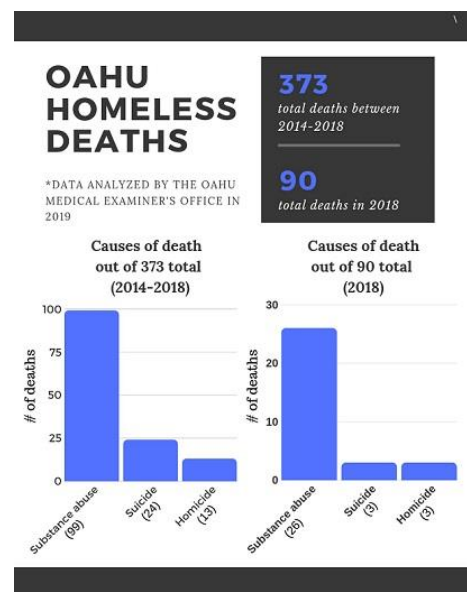 \
OAHU
HOMELESS
DEATHS
*DATA ANALYZED BY THE OAHU
MEDICAL EXAMINER'S OFFICE IN
2019
373
total deaths between
2014-2018
90
total deaths in 2018
Causes of death
out of 373 total
(2014-2018)
# of deaths
100
75
50
25
0
Substance abuse
(99)
Suicide
(24)
Homicide
(13)
Causes of death
out of 90 total
(2018)
# of deaths
30
20
10
0
Substance abuse
(26)
Suicide
(3)
Homicide
(3)